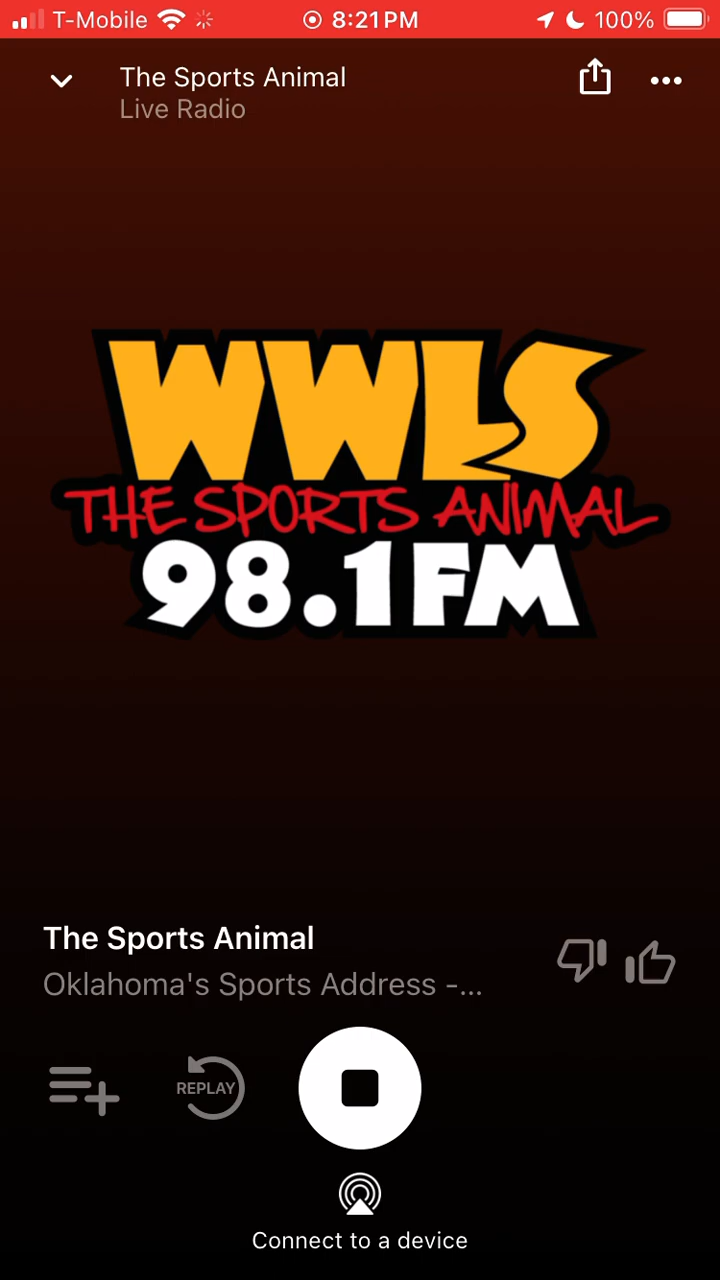 T-Mobile 8:21 PM 100%
The Sports Animal
Live Radio
WWLS
THE SPORTS ANIMAL
98.1FM
The Sports Animal
Oklahoma's Sports Address -...
REPLAY
Connect to a device